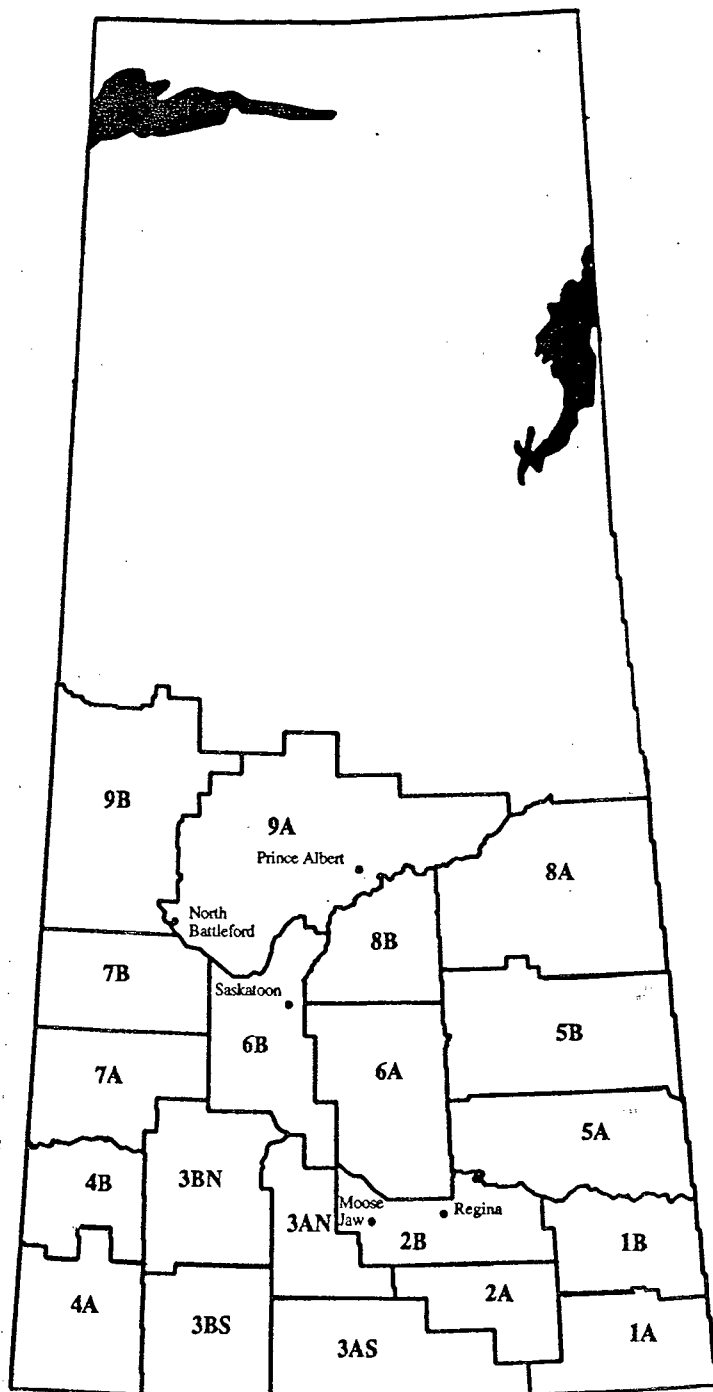 9B
9A
Prince Albert
8A
North
Battleford
8B
7B
Saskatoon
5B
6B
7A
6A
5A
4B
3BN
Moose
Jaw
Regina
3AN
2B
1B
4A
2A
3BS
1A
3AS